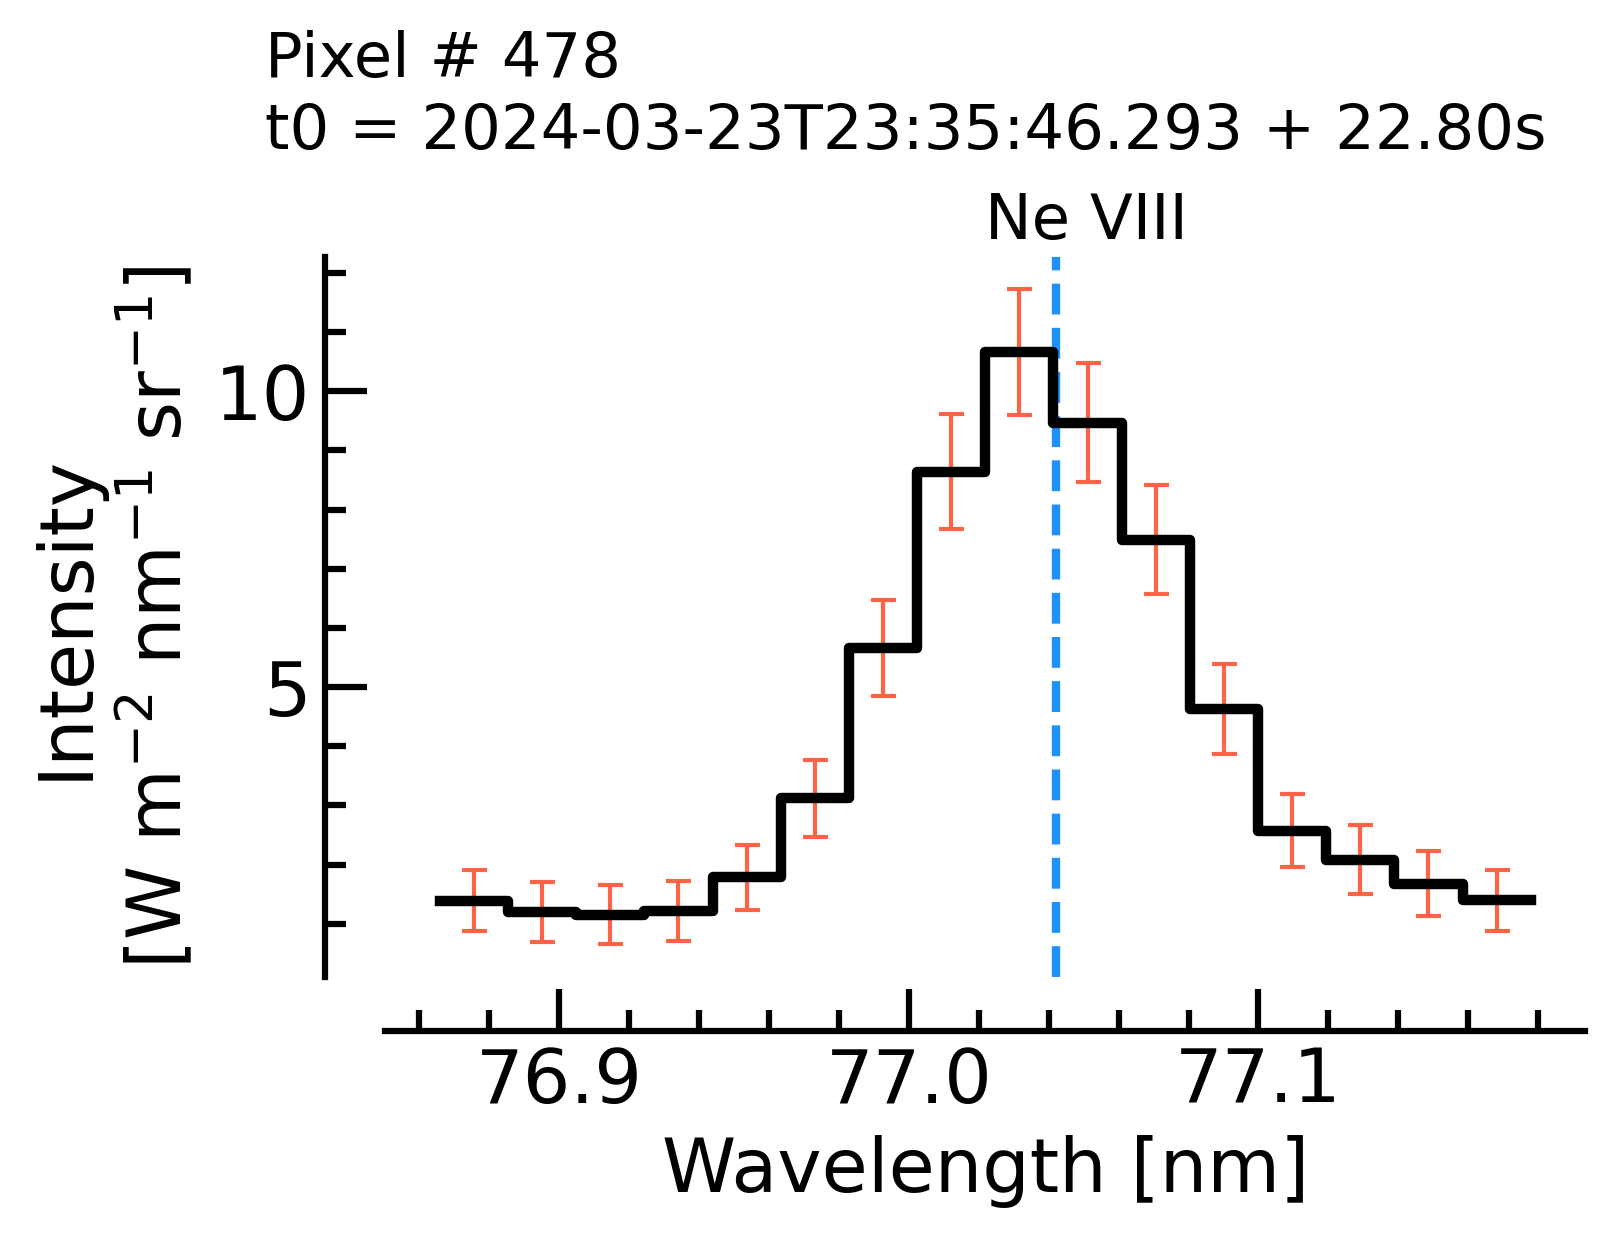 Pixel # 478
t0 = 2024-03-23T23:35:46.293 + 22.80s
Ne VIII
Intensity
[W m⁻² nm⁻¹ sr⁻¹]
10
5
76.9 77.0 77.1
Wavelength [nm]